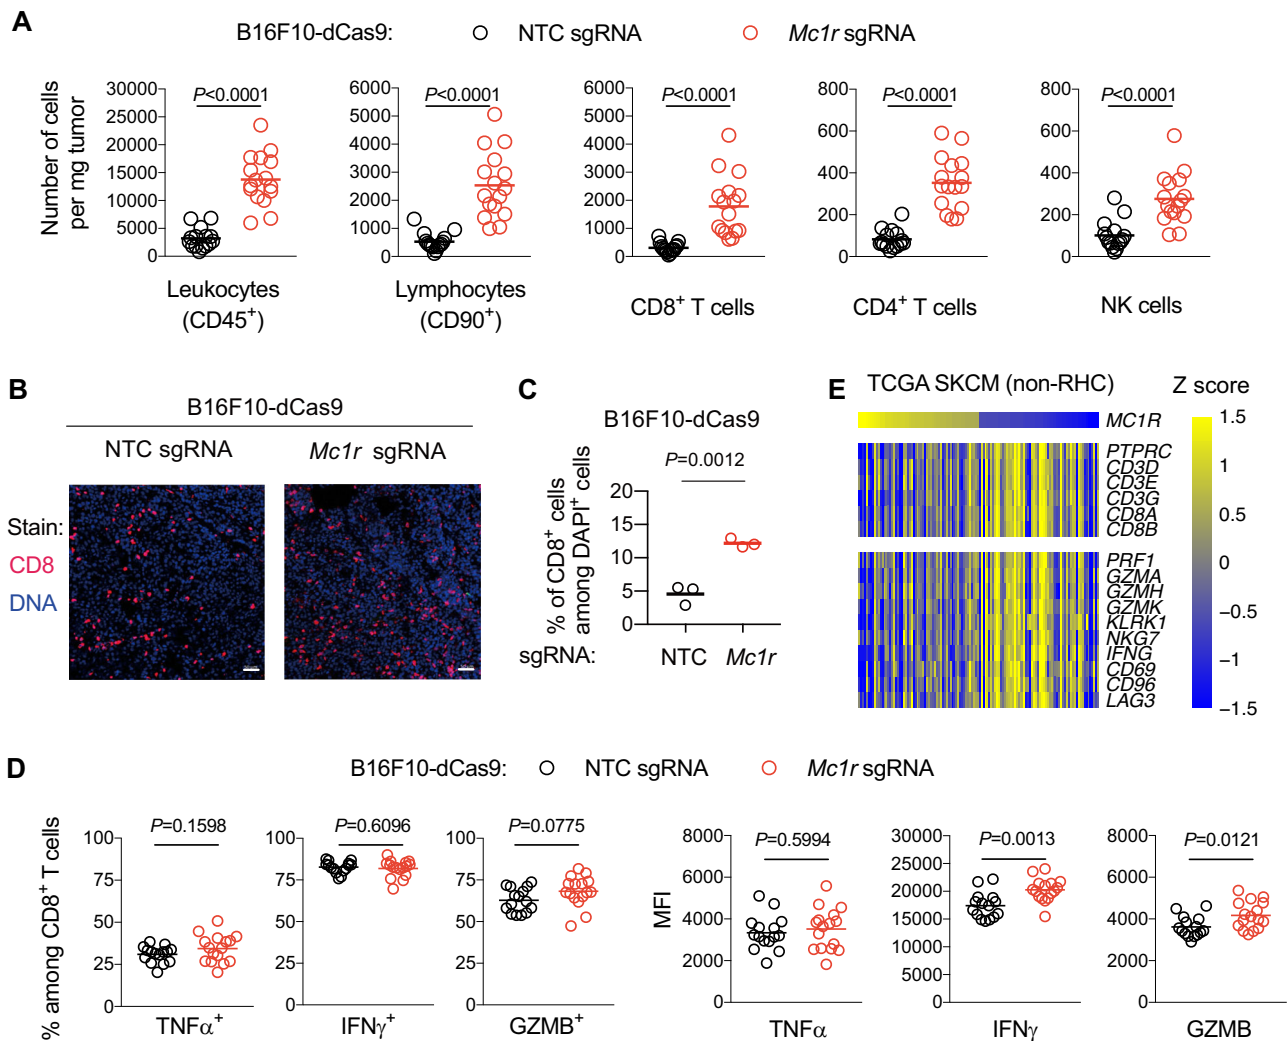 A
B16F10-dCas9: NTC sgRNA Mc1r sgRNA
Number of cells per mg tumor
30000
25000
20000
15000
10000
5000
0
P<0.0001
Leukocytes
(CD45+)
6000
5000
4000
3000
2000
1000
0
P<0.0001
Lymphocytes
(CD90+)
6000
5000
4000
3000
2000
1000
0
P<0.0001
CD8+ T cells
800
600
400
200
0
P<0.0001
CD4+ T cells
800
600
400
200
0
P<0.0001
NK cells
B
B16F10-dCas9
NTC sgRNA Mc1r sgRNA
Stain:
CD8
DNA
C
B16F10-dCas9
P=0.0012
% of CD8+ cells
among DAPI+ cells
20
15
10
5
0
sgRNA: NTC Mc1r
E
TCGA SKCM (non-RHC)
Z score
MC1R
PTPRC
CD3D
CD3E
CD3G
CD8A
CD8B
PRF1
GZMA
GZMH
GZMK
KLRK1
NKG7
IFNG
CD69
CD96
LAG3
1.5
1
0.5
0
−0.5
−1
−1.5
D
B16F10-dCas9: NTC sgRNA Mc1r sgRNA
% among CD8+ T cells
100
75
50
25
0
P=0.1598
TNFα+
100
75
50
25
0
P=0.6096
IFNγ+
100
75
50
25
0
P=0.0775
GZMB+
MFI
8000
6000
4000
2000
0
P=0.5994
TNFα
30000
25000
20000
15000
10000
5000
0
P=0.0013
IFNγ
8000
6000
4000
2000
0
P=0.0121
GZMB